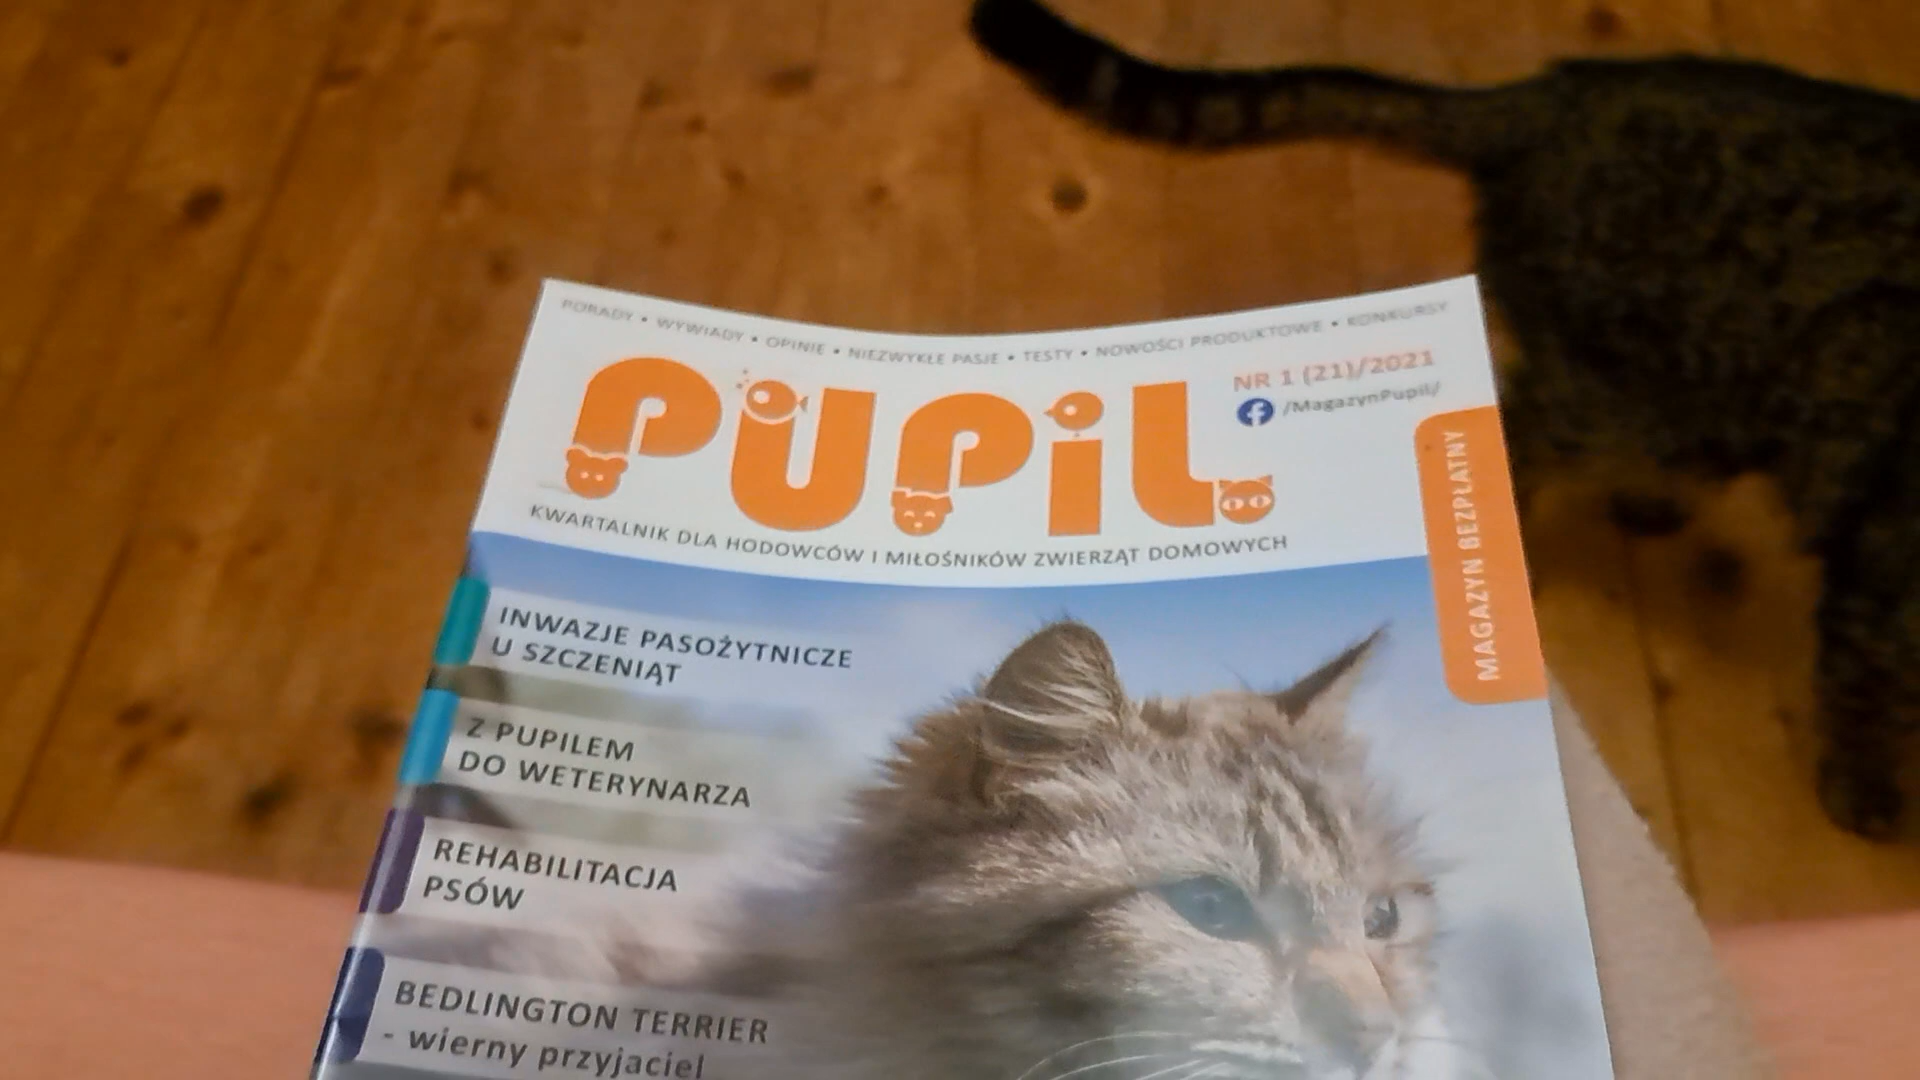 PORADY • WYWIADY • OPINIE • NIEZWYKŁE PASJE • TESTY • NOWOŚCI PRODUKTOWE • KONKURSY
PUPiL
NR 1 (21)/2021
/MagazynPupil/
KWARTALNIK DLA HODOWCÓW I MIŁOŚNIKÓW ZWIERZĄT DOMOWYCH
MAGAZYN BEZPŁATNY
INWAZJE PASOŻYTNICZE
U SZCZENIĄT
Z PUPILEM
DO WETERYNARZA
REHABILITACJA
PSÓW
BEDLINGTON TERRIER
- wierny przyjaciel